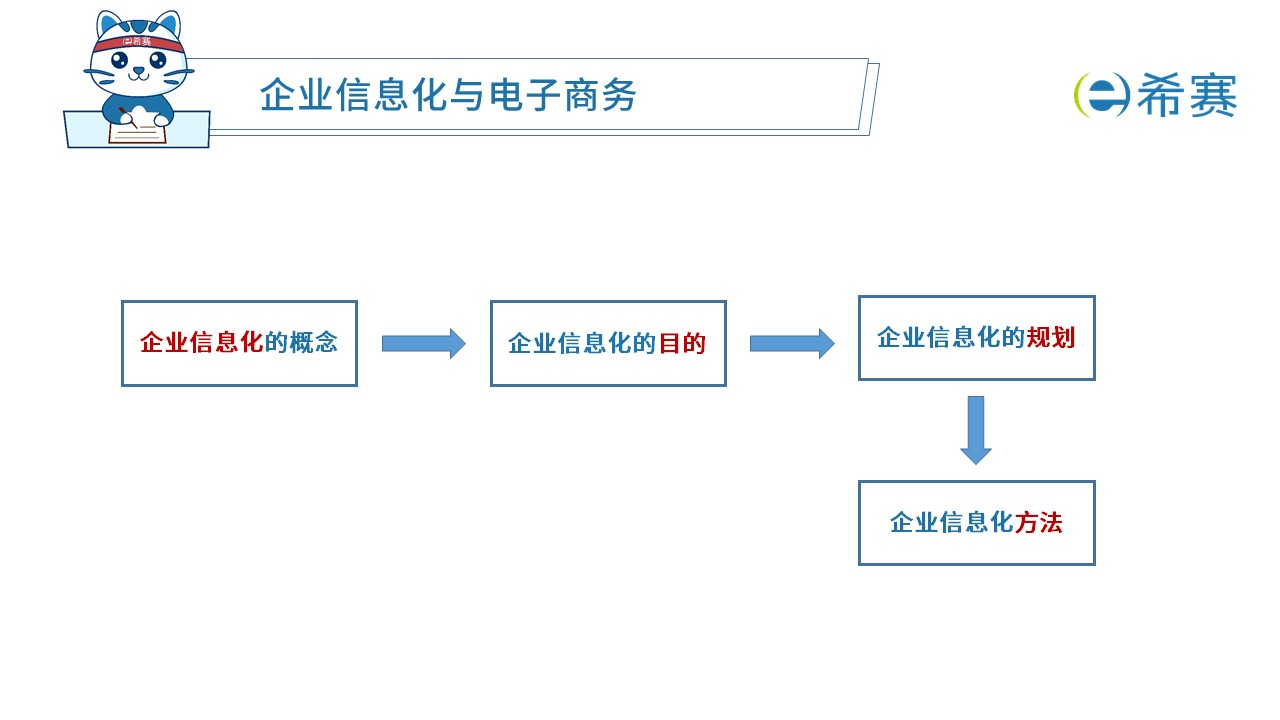 希赛
企业信息化与电子商务
希赛
企业信息化的概念
企业信息化的目的
企业信息化的规划
企业信息化方法